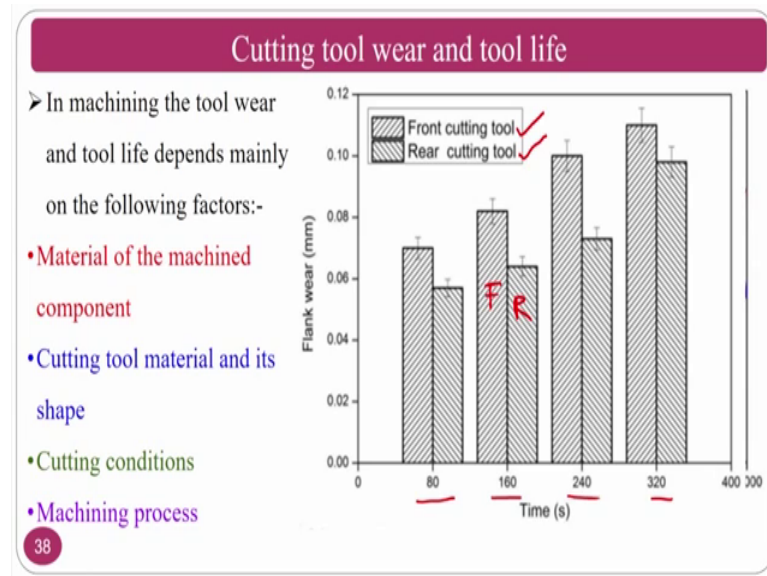 Cutting tool wear and tool life
➤In machining the tool wear
and tool life depends mainly
on the following factors:-
•Material of the machined
component
•Cutting tool material and its
shape
•Cutting conditions
•Machining process
38
0.12
0.10
0.08
0.06
0.04
0.02
0.00
Flank wear (mm)
Front cutting tool
Rear cutting tool
F R
0 80 160 240 320 400 000
Time (s)